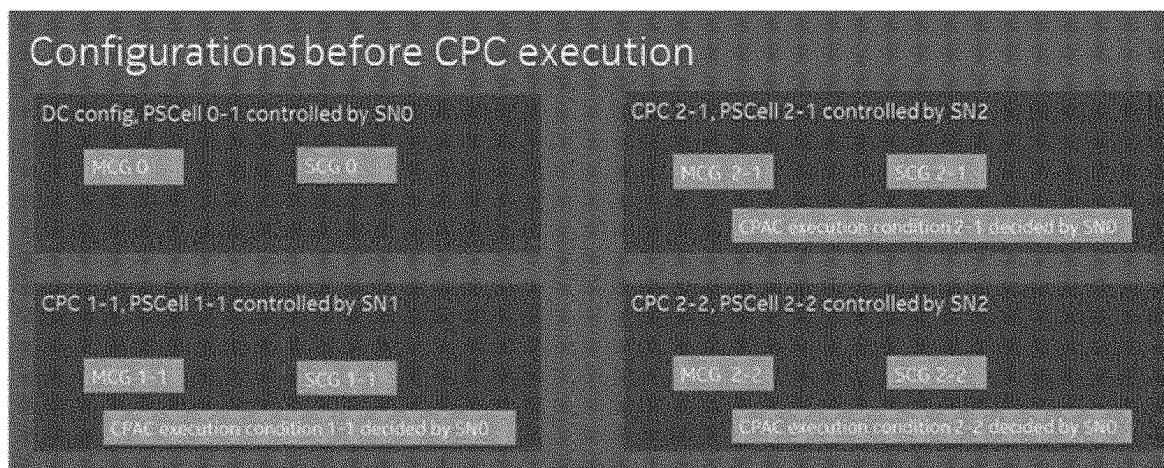 Configurations before CPC execution
DC config, PSCell 0-1 controlled by SN0
MCG 0
SCG 0
CPC 2-1, PSCell 2-1 controlled by SN2
MCG 2-1
SCG 2-1
CPAC execution condition 2-1 decided by SN0
CPC 1-1, PSCell 1-1 controlled by SN1
MCG 1-1
SCG 1-1
CPAC execution condition 1-1 decided by SN0
CPC 2-2, PSCell 2-2 controlled by SN2
MCG 2-2
SCG 2-2
CPAC execution condition 2-2 decided by SN0